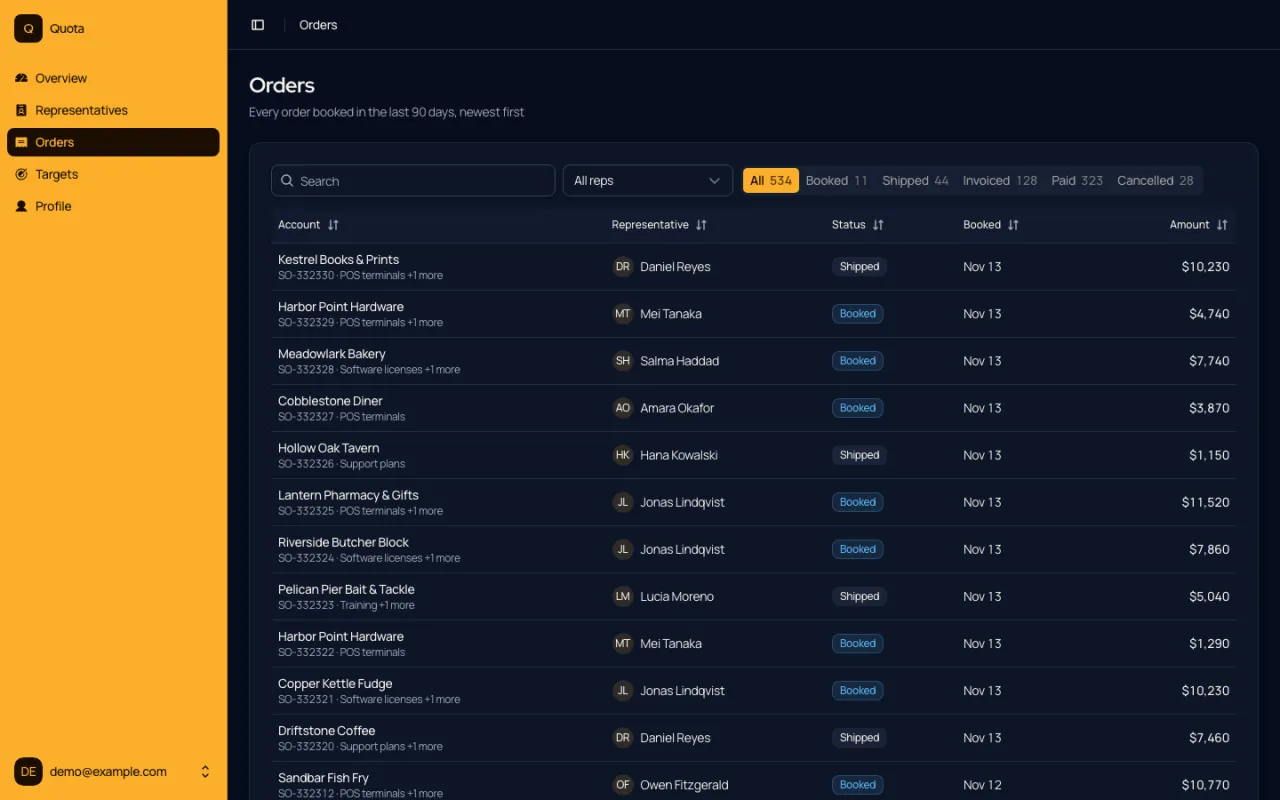 Q Quota
Overview
Representatives
Orders
Targets
Profile
DE demo@example.com
Orders
Orders
Every order booked in the last 90 days, newest first
Search All reps All 534 Booked 11 Shipped 44 Invoiced 128 Paid 323 Cancelled 28
Account Representative Status Booked Amount
Kestrel Books & Prints
SO-332330 · POS terminals +1 more
DR Daniel Reyes Shipped Nov 13 $10,230
Harbor Point Hardware
SO-332329 · POS terminals +1 more
MT Mei Tanaka Booked Nov 13 $4,740
Meadowlark Bakery
SO-332328 · Software licenses +1 more
SH Salma Haddad Booked Nov 13 $7,740
Cobblestone Diner
SO-332327 · POS terminals
AO Amara Okafor Booked Nov 13 $3,870
Hollow Oak Tavern
SO-332326 · Support plans
HK Hana Kowalski Shipped Nov 13 $1,150
Lantern Pharmacy & Gifts
SO-332325 · POS terminals +1 more
JL Jonas Lindqvist Booked Nov 13 $11,520
Riverside Butcher Block
SO-332324 · Software licenses +1 more
JL Jonas Lindqvist Booked Nov 13 $7,860
Pelican Pier Bait & Tackle
SO-332323 · Training +1 more
LM Lucia Moreno Shipped Nov 13 $5,040
Harbor Point Hardware
SO-332322 · POS terminals
MT Mei Tanaka Booked Nov 13 $1,290
Copper Kettle Fudge
SO-332321 · Software licenses +1 more
JL Jonas Lindqvist Booked Nov 13 $10,230
Driftstone Coffee
SO-332320 · Support plans +1 more
DR Daniel Reyes Shipped Nov 13 $7,460
Sandbar Fish Fry
SO-332312 · POS terminals +1 more
OF Owen Fitzgerald Booked Nov 12 $10,770